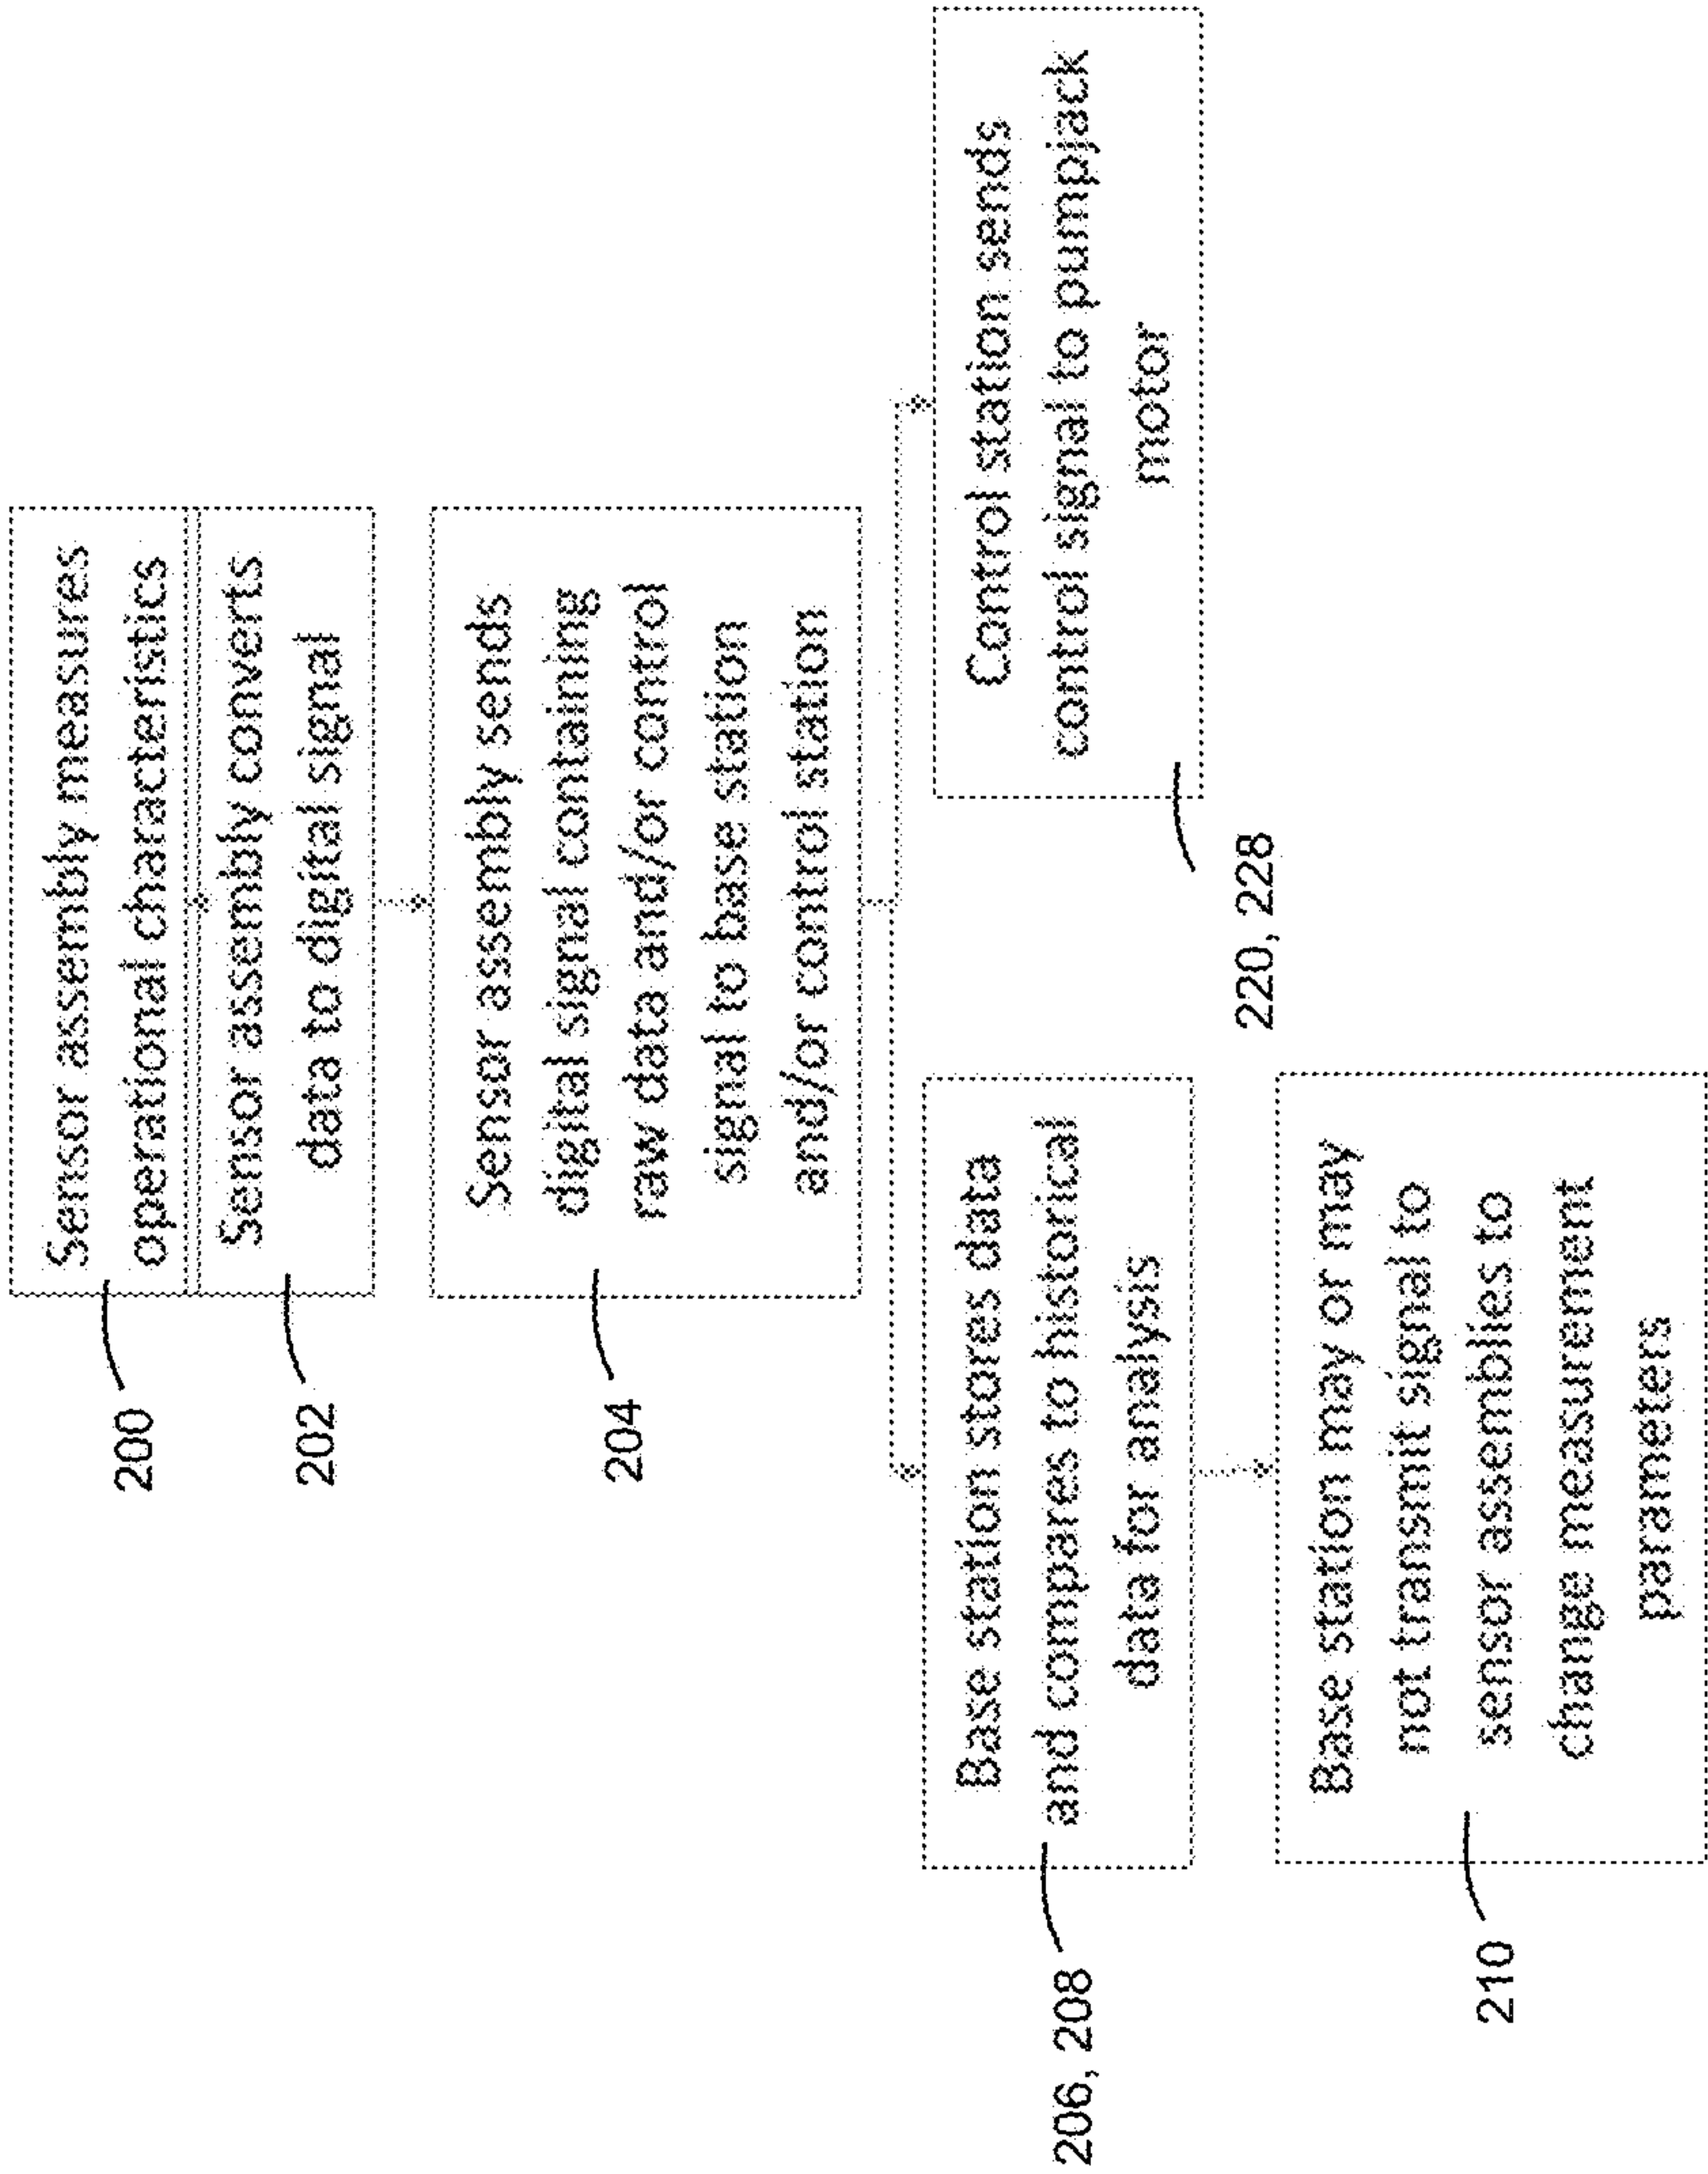 Sensor assembly measures
operational characteristics
200
Sensor assembly converts
data to digital signal
202
Sensor assembly sends
digital signal containing
raw data and/or control
signal to base station
and/or control station
204
Base station stores data
and compares to historical
data for analysis
206, 208
Control station sends
control signal to pumpjack
motor
220, 228
Base station may or may
not transmit signal to
sensor assemblies to
change measurement
parameters
210